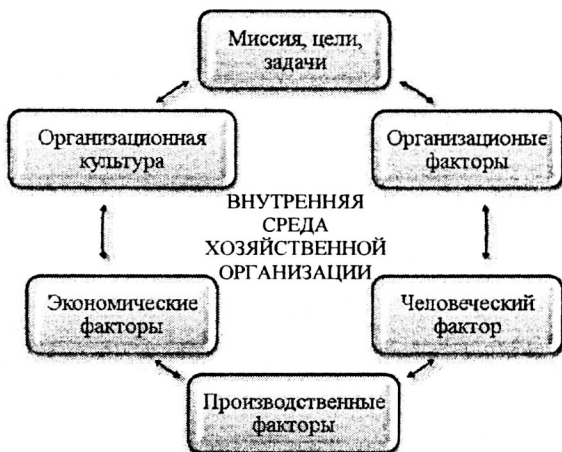 Миссия, цели,
задачи
Организационная
культура
Организационые
факторы
ВНУТРЕННЯЯ
СРЕДА
ХОЗЯЙСТВЕННОЙ
ОРГАНИЗАЦИИ
Экономические
факторы
Человеческий
фактор
Производственные
факторы